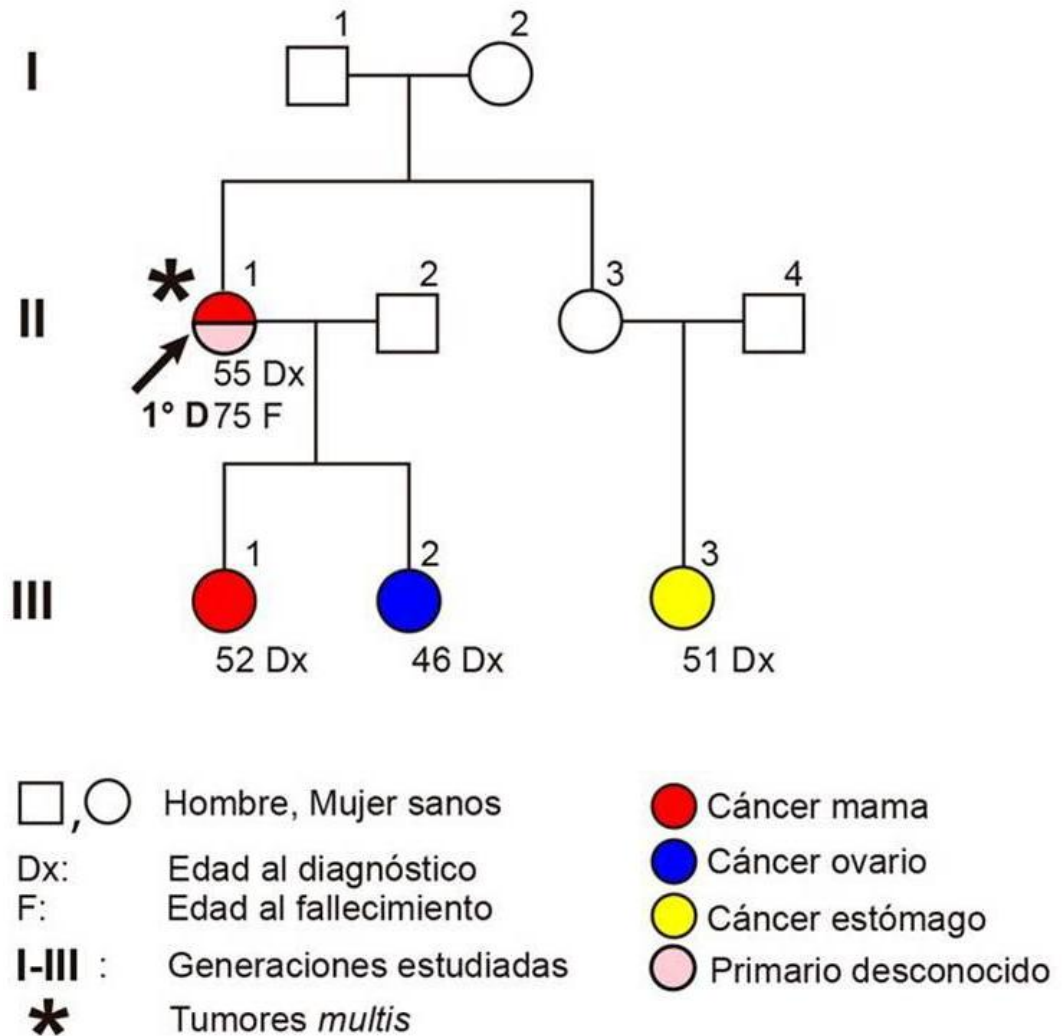 1 2
I
* 1 2 3 4
II
55 Dx
1º D 75 F
1 2 3
III
52 Dx 46 Dx 51 Dx
, Hombre, Mujer sanos
Dx: Edad al diagnóstico
F: Edad al fallecimiento
I-III : Generaciones estudiadas
* Tumores multis
Cáncer mama
Cáncer ovario
Cáncer estómago
Primario desconocido